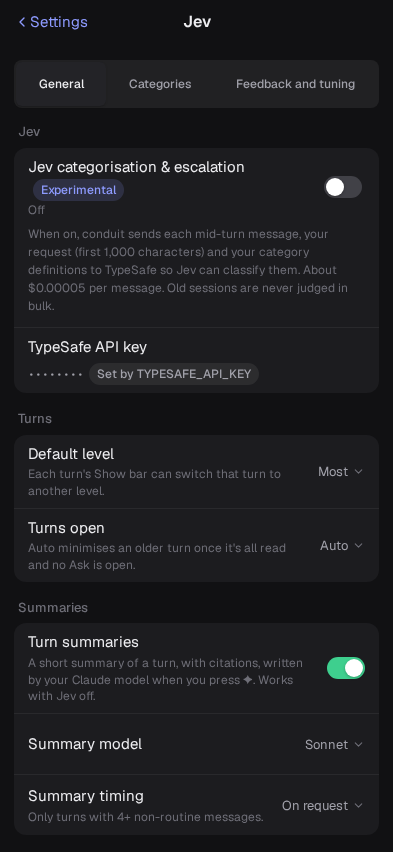 Settings
Jev
General Categories Feedback and tuning
Jev
Jev categorisation & escalation
Experimental
Off
When on, conduit sends each mid-turn message, your
request (first 1,000 characters) and your category
definitions to TypeSafe so Jev can classify them. About
$0.00005 per message. Old sessions are never judged in
bulk.
TypeSafe API key
•••••••• Set by TYPESAFE_API_KEY
Turns
Default level
Each turn's Show bar can switch that turn to
another level.
Most
Turns open
Auto minimises an older turn once it's all read
and no Ask is open.
Auto
Summaries
Turn summaries
A short summary of a turn, with citations, written
by your Claude model when you press ✦. Works
with Jev off.
Summary model
Sonnet
Summary timing
Only turns with 4+ non-routine messages.
On request